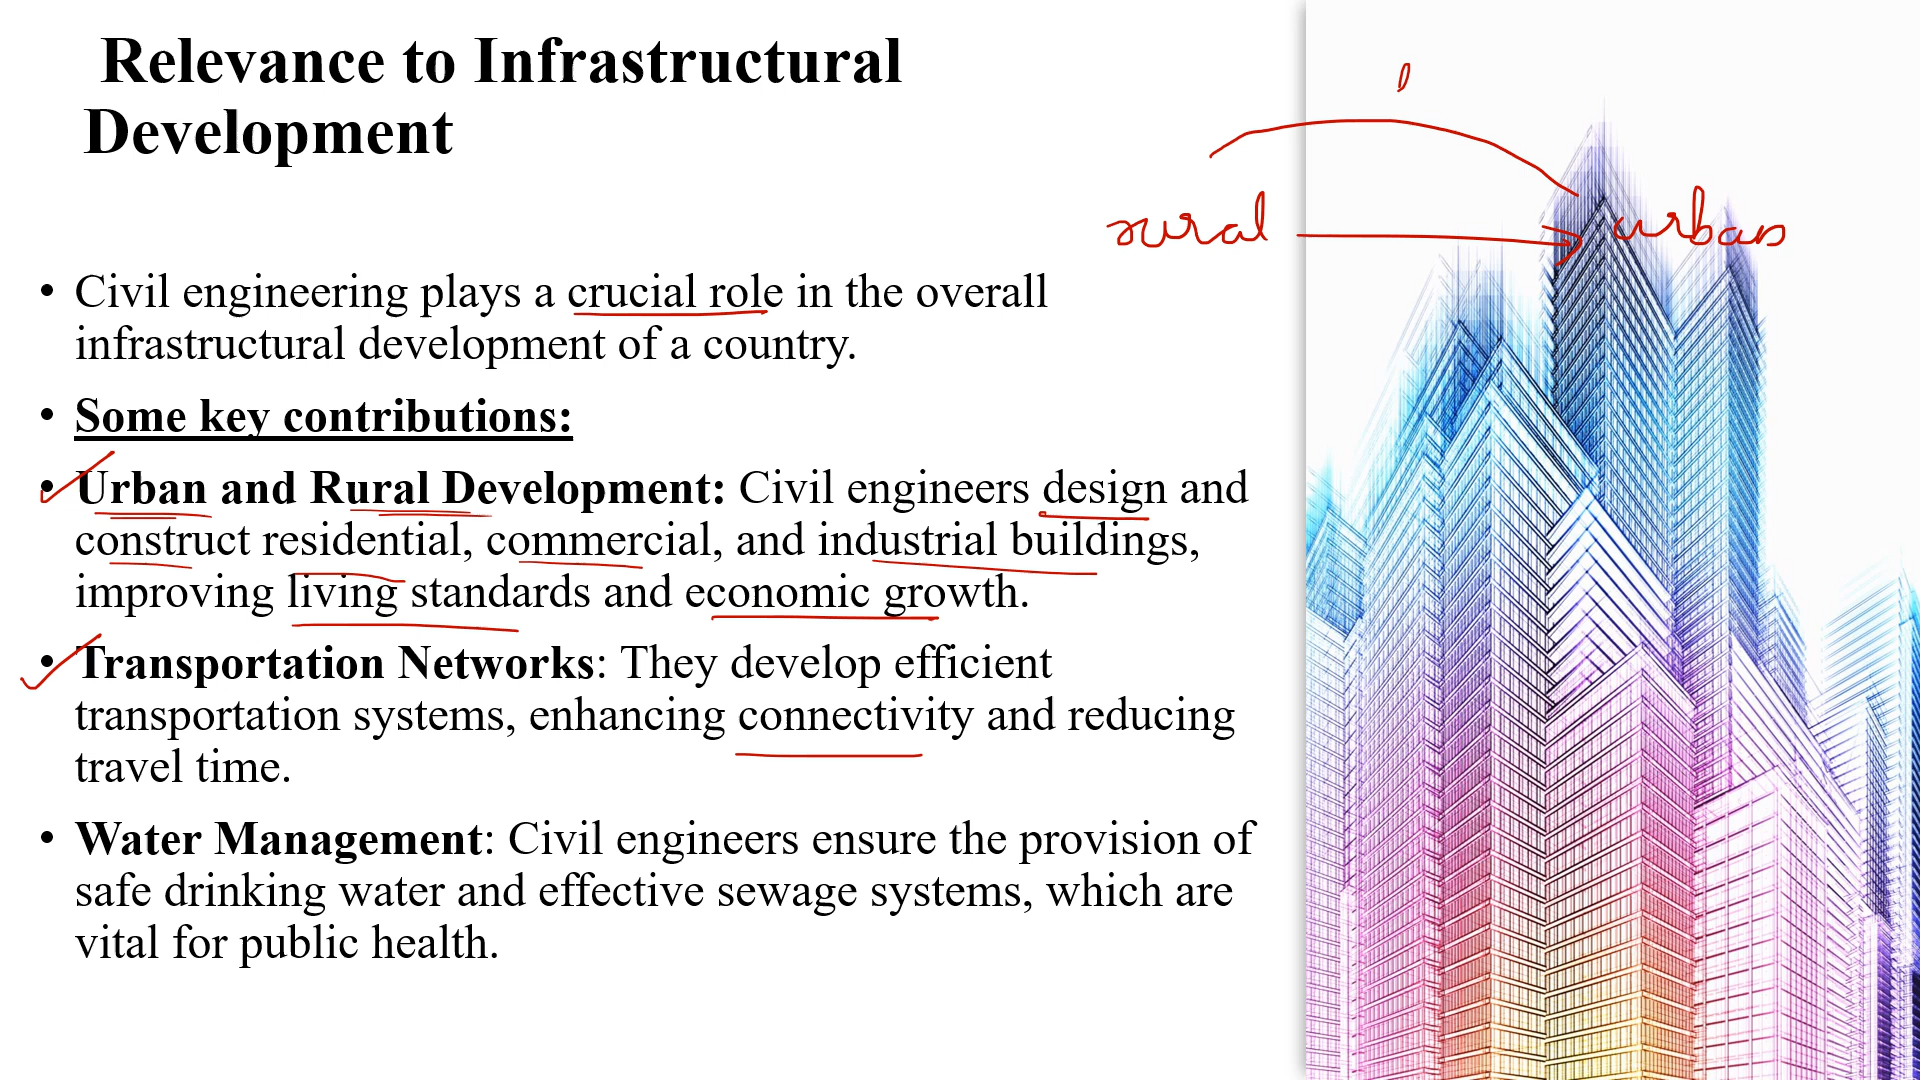 Relevance to Infrastructural
Development
rural → urban
• Civil engineering plays a crucial role in the overall
infrastructural development of a country.
• Some key contributions:
• Urban and Rural Development: Civil engineers design and
construct residential, commercial, and industrial buildings,
improving living standards and economic growth.
• Transportation Networks: They develop efficient
transportation systems, enhancing connectivity and reducing
travel time.
• Water Management: Civil engineers ensure the provision of
safe drinking water and effective sewage systems, which are
vital for public health.